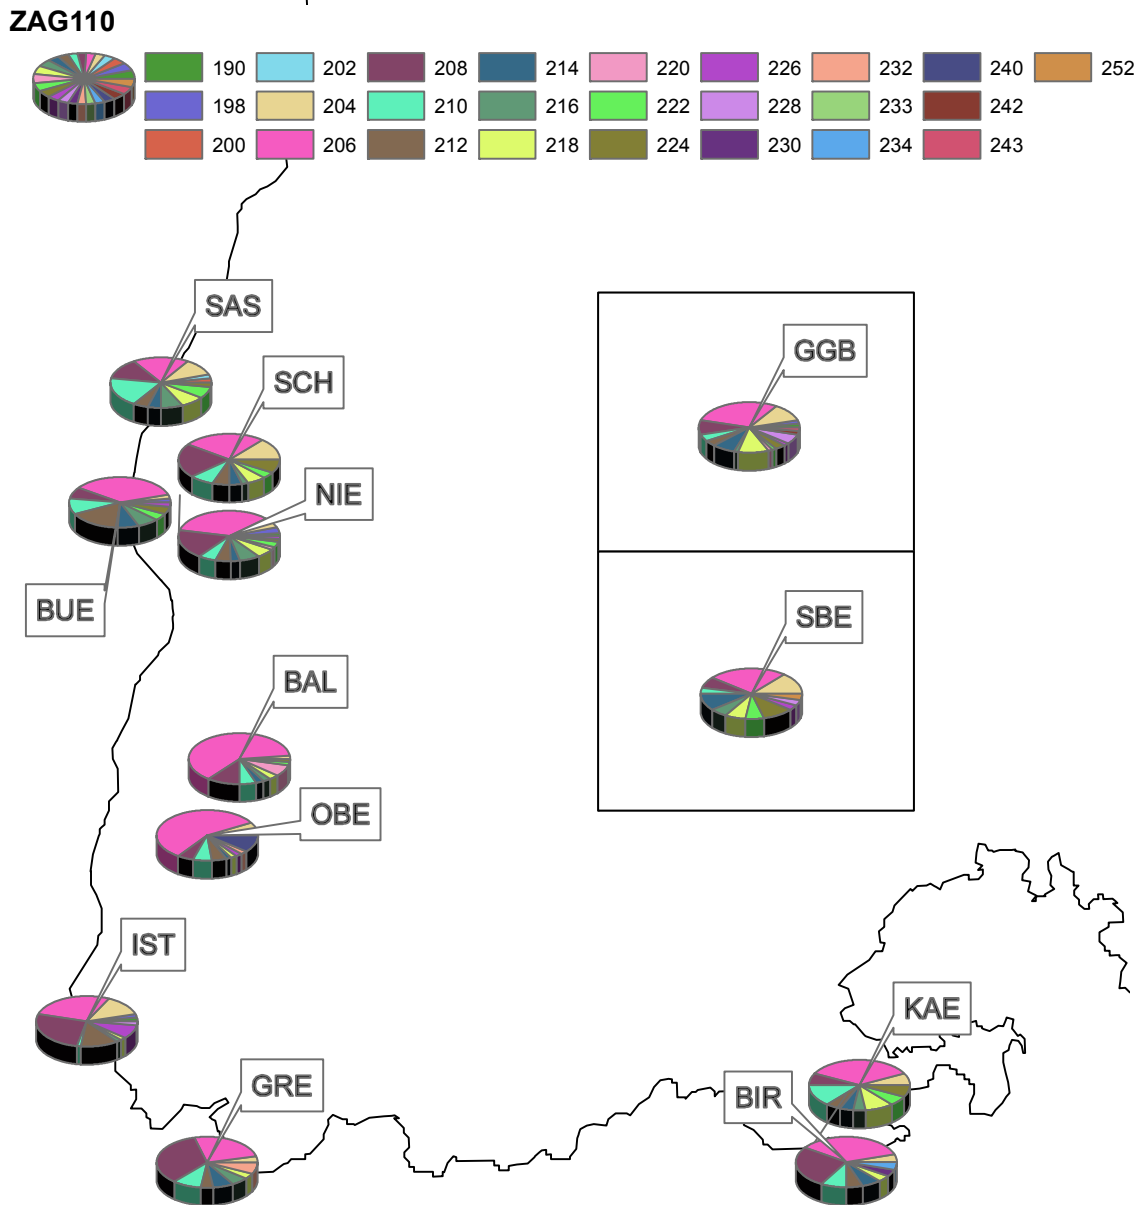 ZAG110
190 202 208 214 220 226 232 240 252
198 204 210 216 222 228 233 242
200 206 212 218 224 230 234 243
SAS
GGB
SCH
NIE
BUE
SBE
BAL
OBE
IST
KAE
GRE
BIR